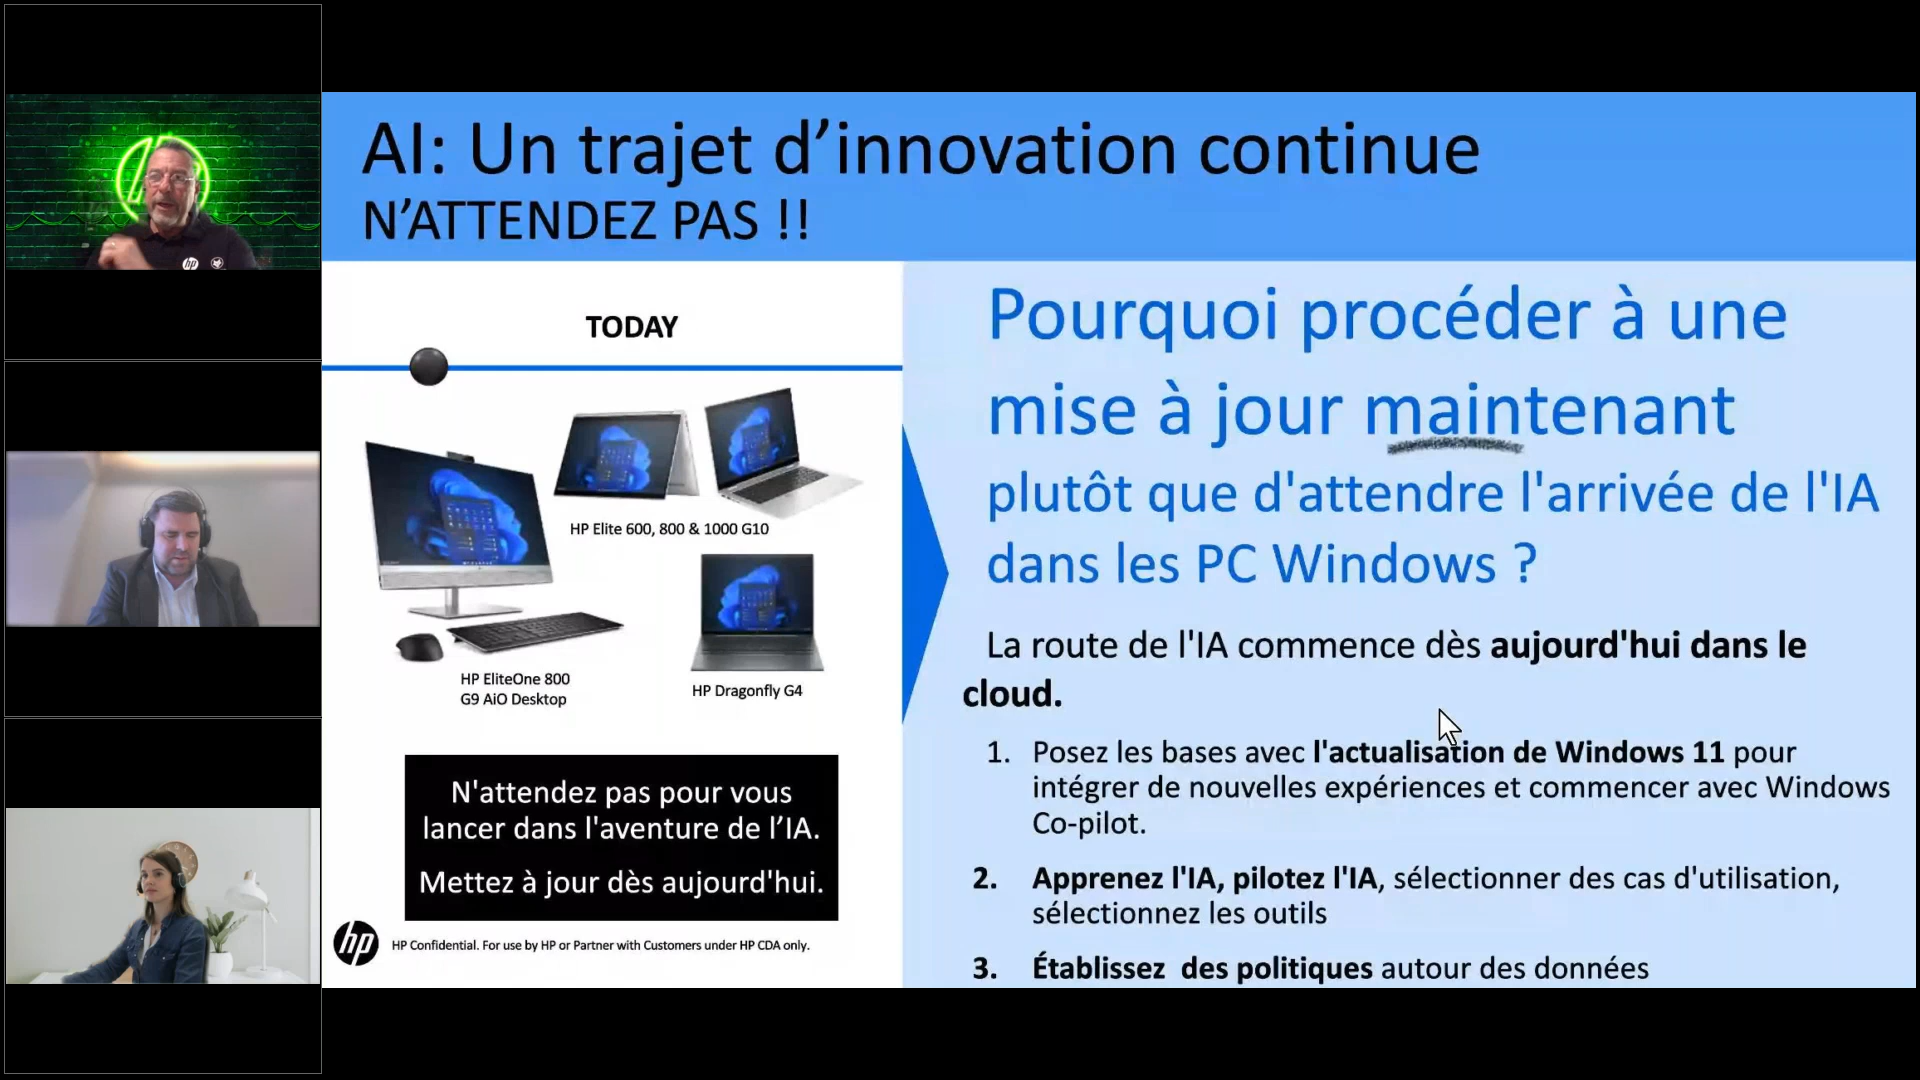 AI: Un trajet d’innovation continue
N’ATTENDEZ PAS !!
TODAY
HP Elite 600, 800 & 1000 G10
HP EliteOne 800
G9 AiO Desktop
HP Dragonfly G4
N'attendez pas pour vous
lancer dans l'aventure de l’IA.
Mettez à jour dès aujourd'hui.
hp
HP Confidential. For use by HP or Partner with Customers under HP CDA only.
Pourquoi procéder à une
mise à jour maintenant
plutôt que d'attendre l'arrivée de l'IA
dans les PC Windows ?
La route de l'IA commence dès aujourd'hui dans le
cloud.
1. Posez les bases avec l'actualisation de Windows 11 pour
intégrer de nouvelles expériences et commencer avec Windows
Co-pilot.
2. Apprenez l'IA, pilotez l'IA, sélectionner des cas d'utilisation,
sélectionnez les outils
3. Établissez des politiques autour des données
hp